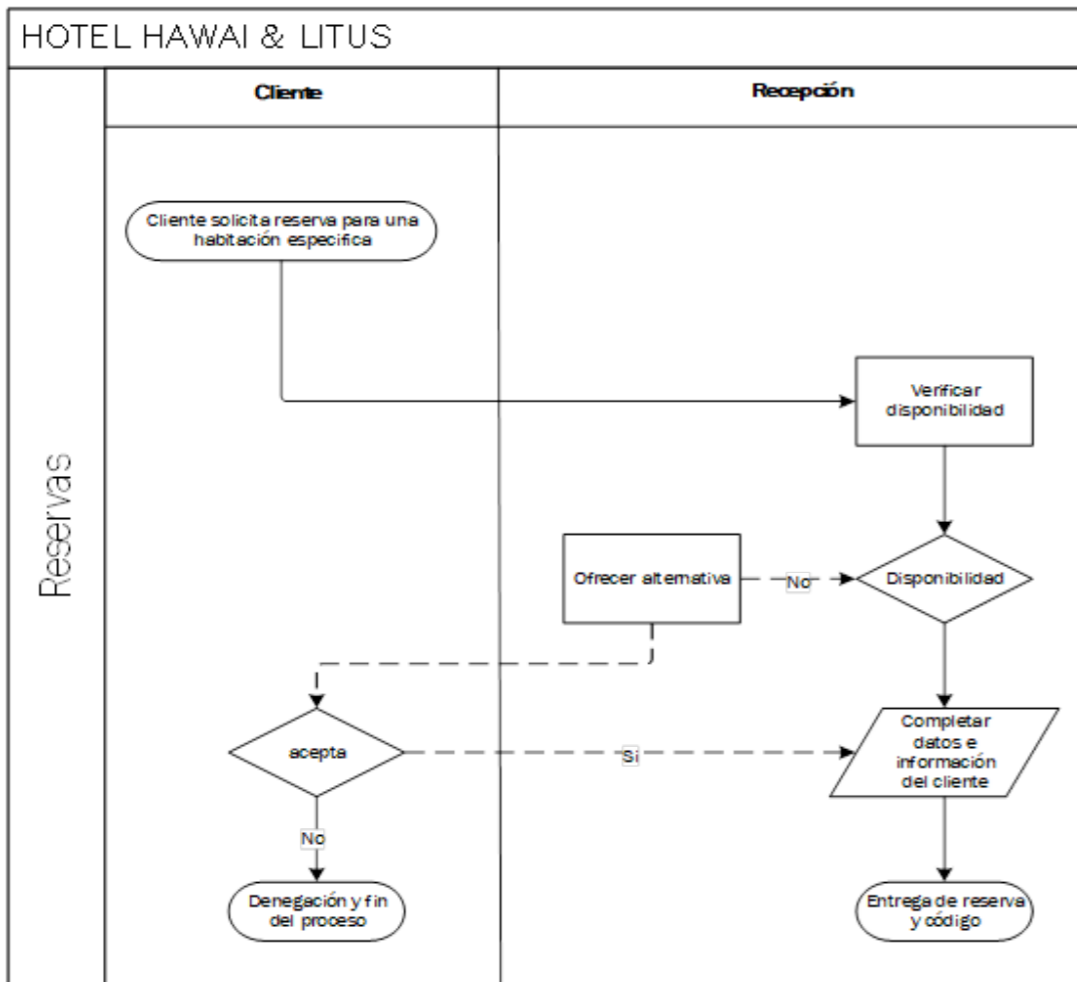 HOTEL HAWAI & LITUS
Cliente
Recepción
Reservas
Cliente solicita reserva para una
habitación especifica
Verificar
disponibilidad
Ofrecer alternativa
No
Disponibilidad
acepta
Si
Completar
datos e
información
del cliente
No
Denegación y fin
del proceso
Entrega de reserva
y código